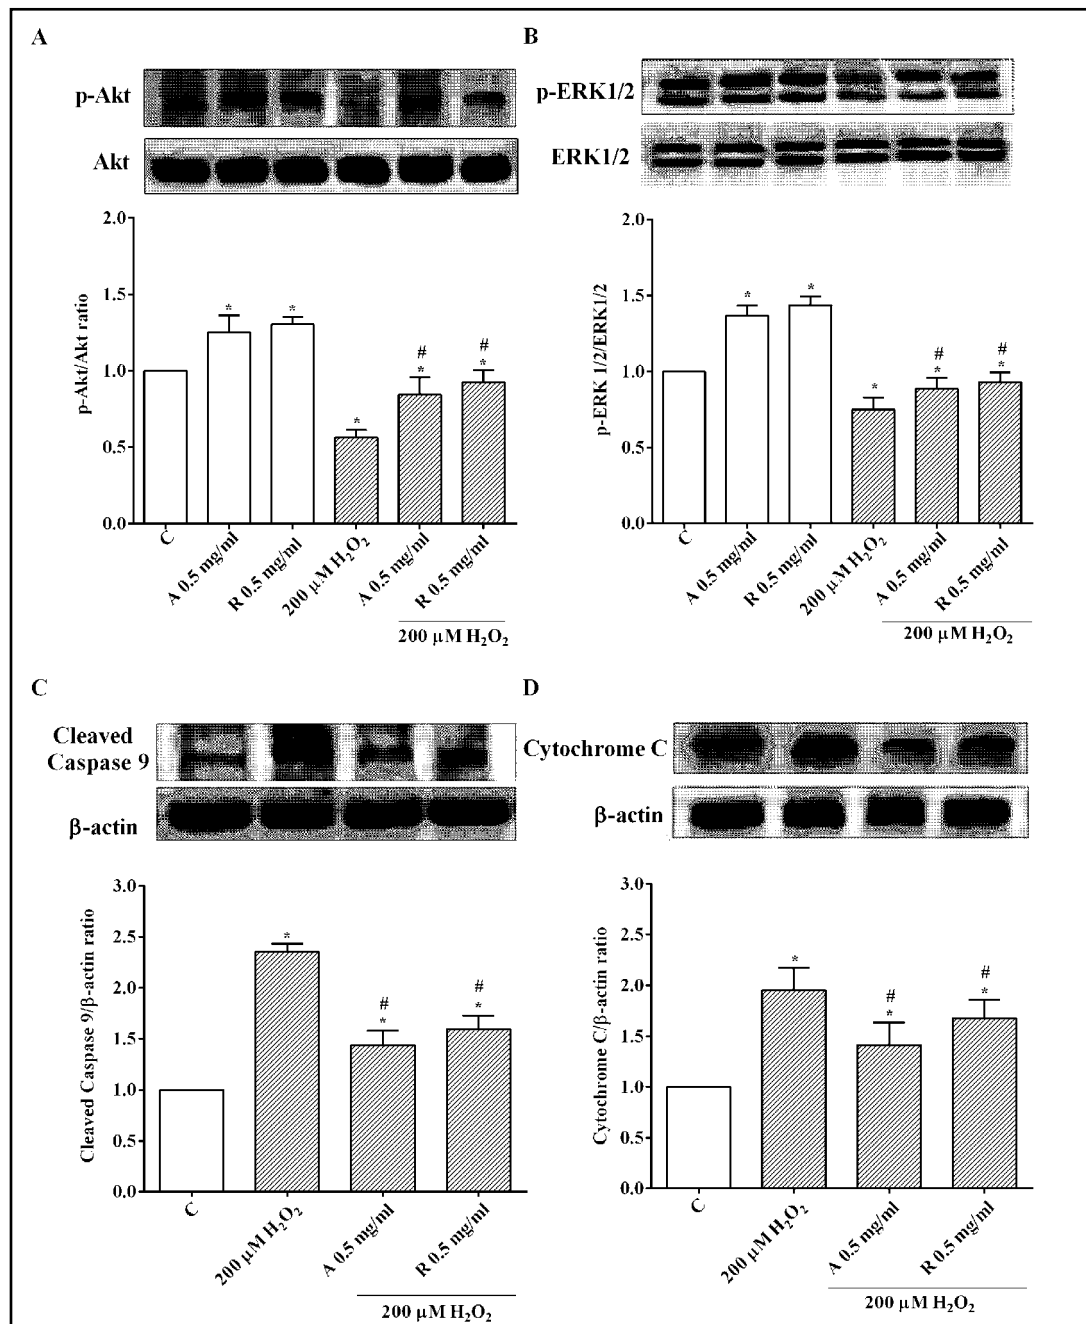 A
p-Akt
Akt
2.0
1.5
1.0
0.5
0.0
p-Akt/Akt ratio
*
*
*
#
*
#
*
C
A 0.5 mg/ml
R 0.5 mg/ml
200 μM H₂O₂
A 0.5 mg/ml
R 0.5 mg/ml
200 μM H₂O₂
B
p-ERK1/2
ERK1/2
2.0
1.5
1.0
0.5
0.0
p-ERK 1/2/ERK1/2
*
*
*
#
*
#
*
C
A 0.5 mg/ml
R 0.5 mg/ml
200 μM H₂O₂
A 0.5 mg/ml
R 0.5 mg/ml
200 μM H₂O₂
C
Cleaved
Caspase 9
β-actin
3.0
2.5
2.0
1.5
1.0
0.5
0.0
Cleaved Caspase 9/β-actin ratio
*
#
*
#
*
C
200 μM H₂O₂
A 0.5 mg/ml
R 0.5 mg/ml
200 μM H₂O₂
D
Cytochrome C
β-actin
3.0
2.5
2.0
1.5
1.0
0.5
0.0
Cytochrome C/β-actin ratio
*
#
*
#
*
C
200 μM H₂O₂
A 0.5 mg/ml
R 0.5 mg/ml
200 μM H₂O₂